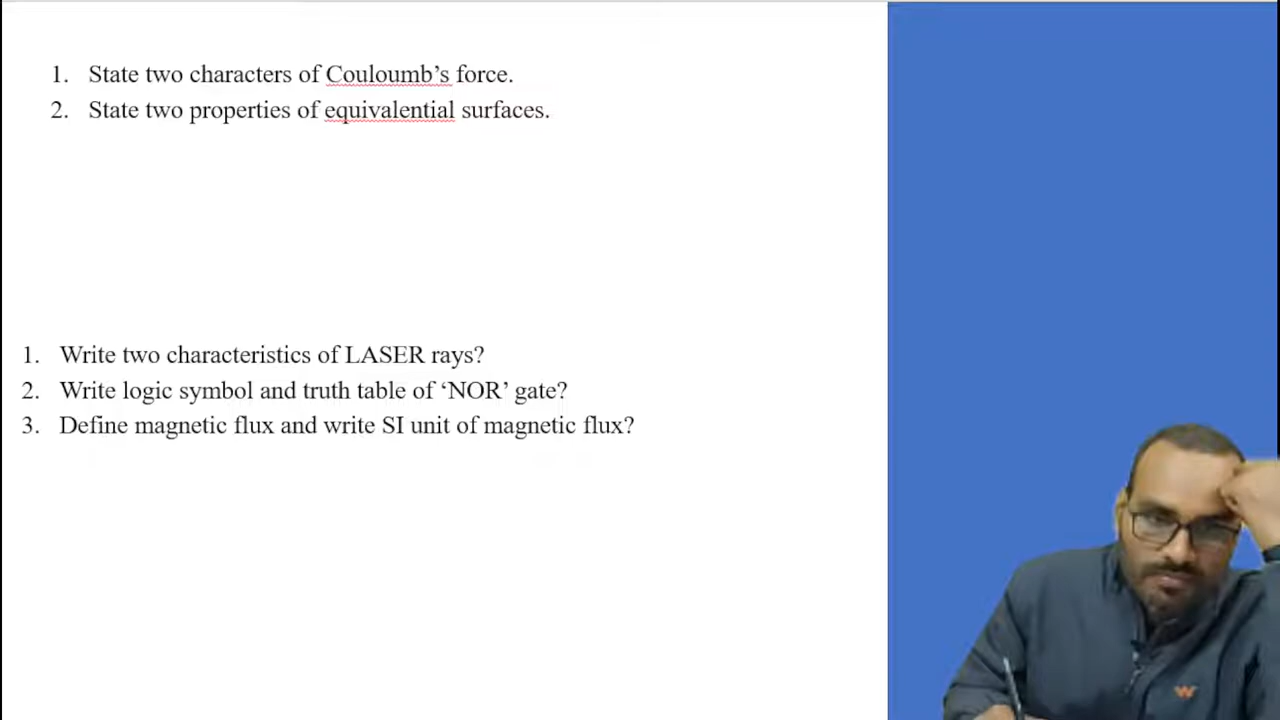 1. State two characters of Couloumb’s force.
2. State two properties of equivalential surfaces.
1. Write two characteristics of LASER rays?
2. Write logic symbol and truth table of ‘NOR’ gate?
3. Define magnetic flux and write SI unit of magnetic flux?